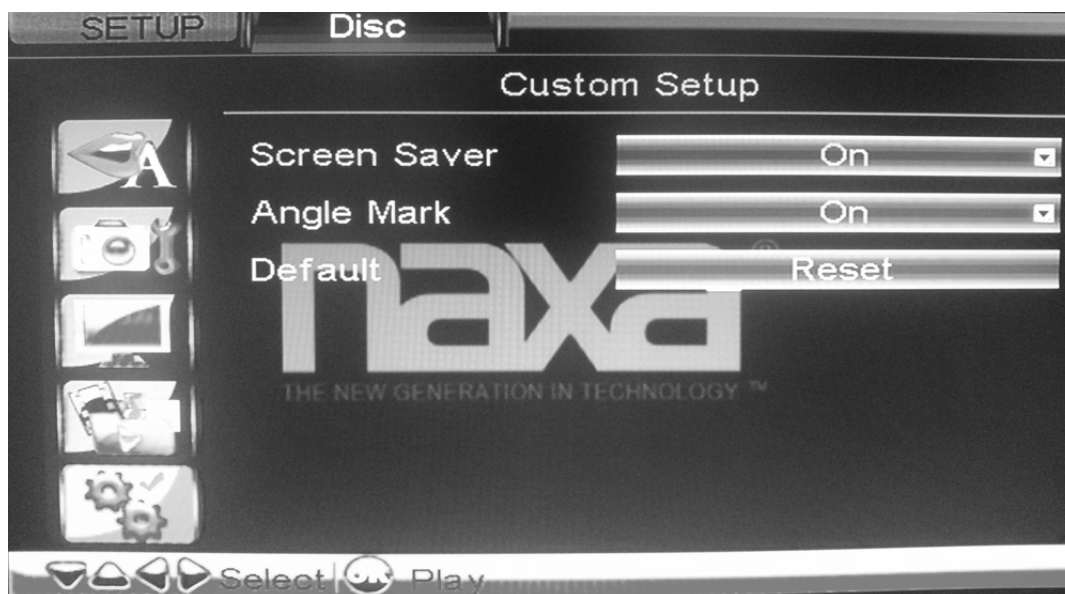 SETUP Disc
Custom Setup
Screen Saver On
Angle Mark On
Default Reset
naxa®
THE NEW GENERATION IN TECHNOLOGY ™
A
Select OK Play